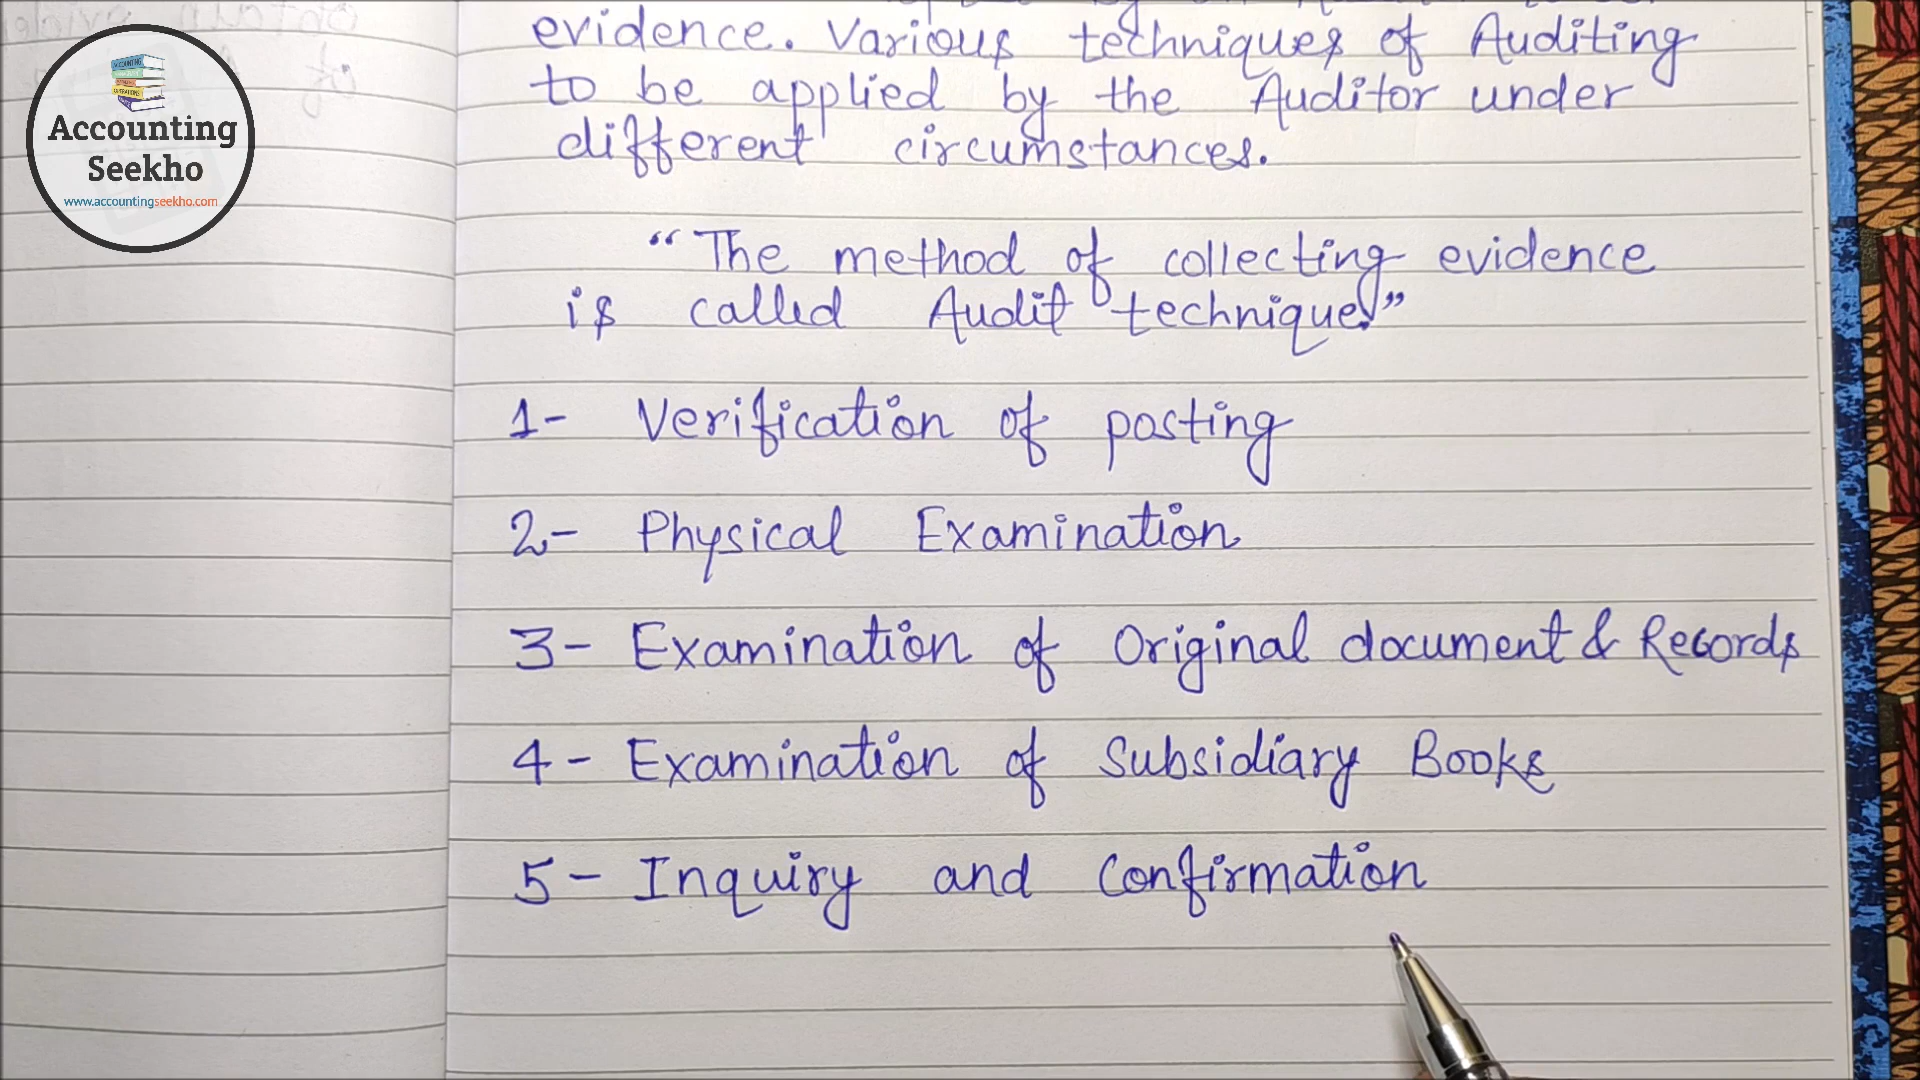 Accounting
Seekho
www.accountingseekho.com
evidence. Various techniques of Auditing
to be applied by the Auditor under
different circumstances.
“The method of collecting evidence
is called Audit technique.”
1- Verification of posting
2- Physical Examination
3- Examination of Original document & Records
4- Examination of Subsidiary Books
5- Inquiry and Confirmation